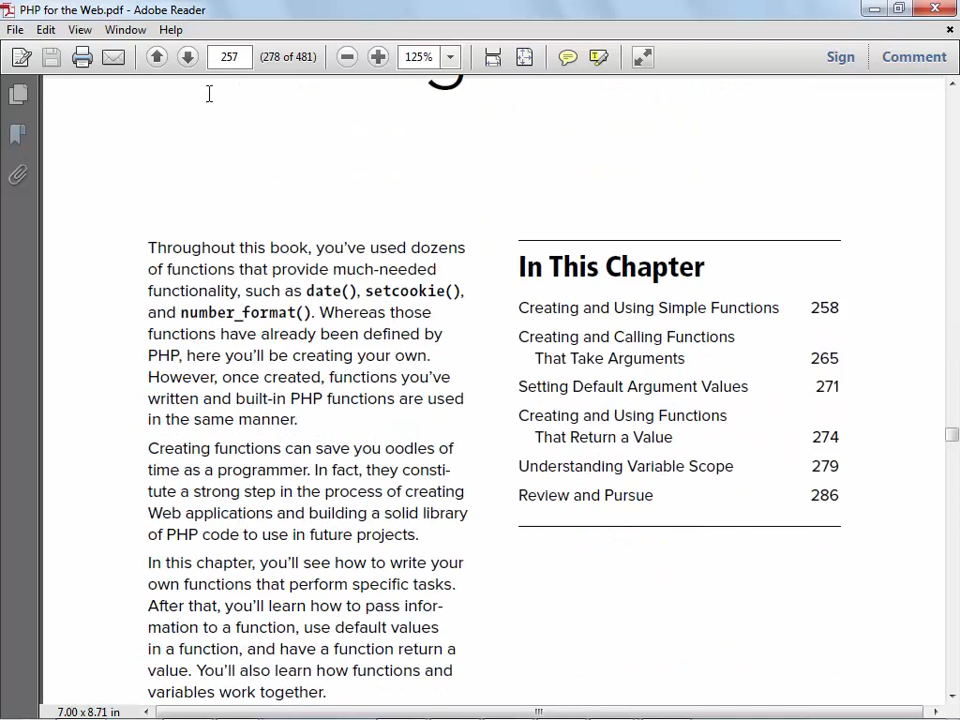 PHP for the Web.pdf - Adobe Reader
File Edit View Window Help
257 (278 of 481) 125% Sign Comment
Throughout this book, you've used dozens
of functions that provide much-needed
functionality, such as date(), setcookie(),
and number_format(). Whereas those
functions have already been defined by
PHP, here you'll be creating your own.
However, once created, functions you've
written and built-in PHP functions are used
in the same manner.
Creating functions can save you oodles of
time as a programmer. In fact, they consti-
tute a strong step in the process of creating
Web applications and building a solid library
of PHP code to use in future projects.
In this chapter, you'll see how to write your
own functions that perform specific tasks.
After that, you'll learn how to pass infor-
mation to a function, use default values
in a function, and have a function return a
value. You'll also learn how functions and
variables work together.
In This Chapter
Creating and Using Simple Functions 258
Creating and Calling Functions
That Take Arguments 265
Setting Default Argument Values 271
Creating and Using Functions
That Return a Value 274
Understanding Variable Scope 279
Review and Pursue 286
7.00 x 8.71 in